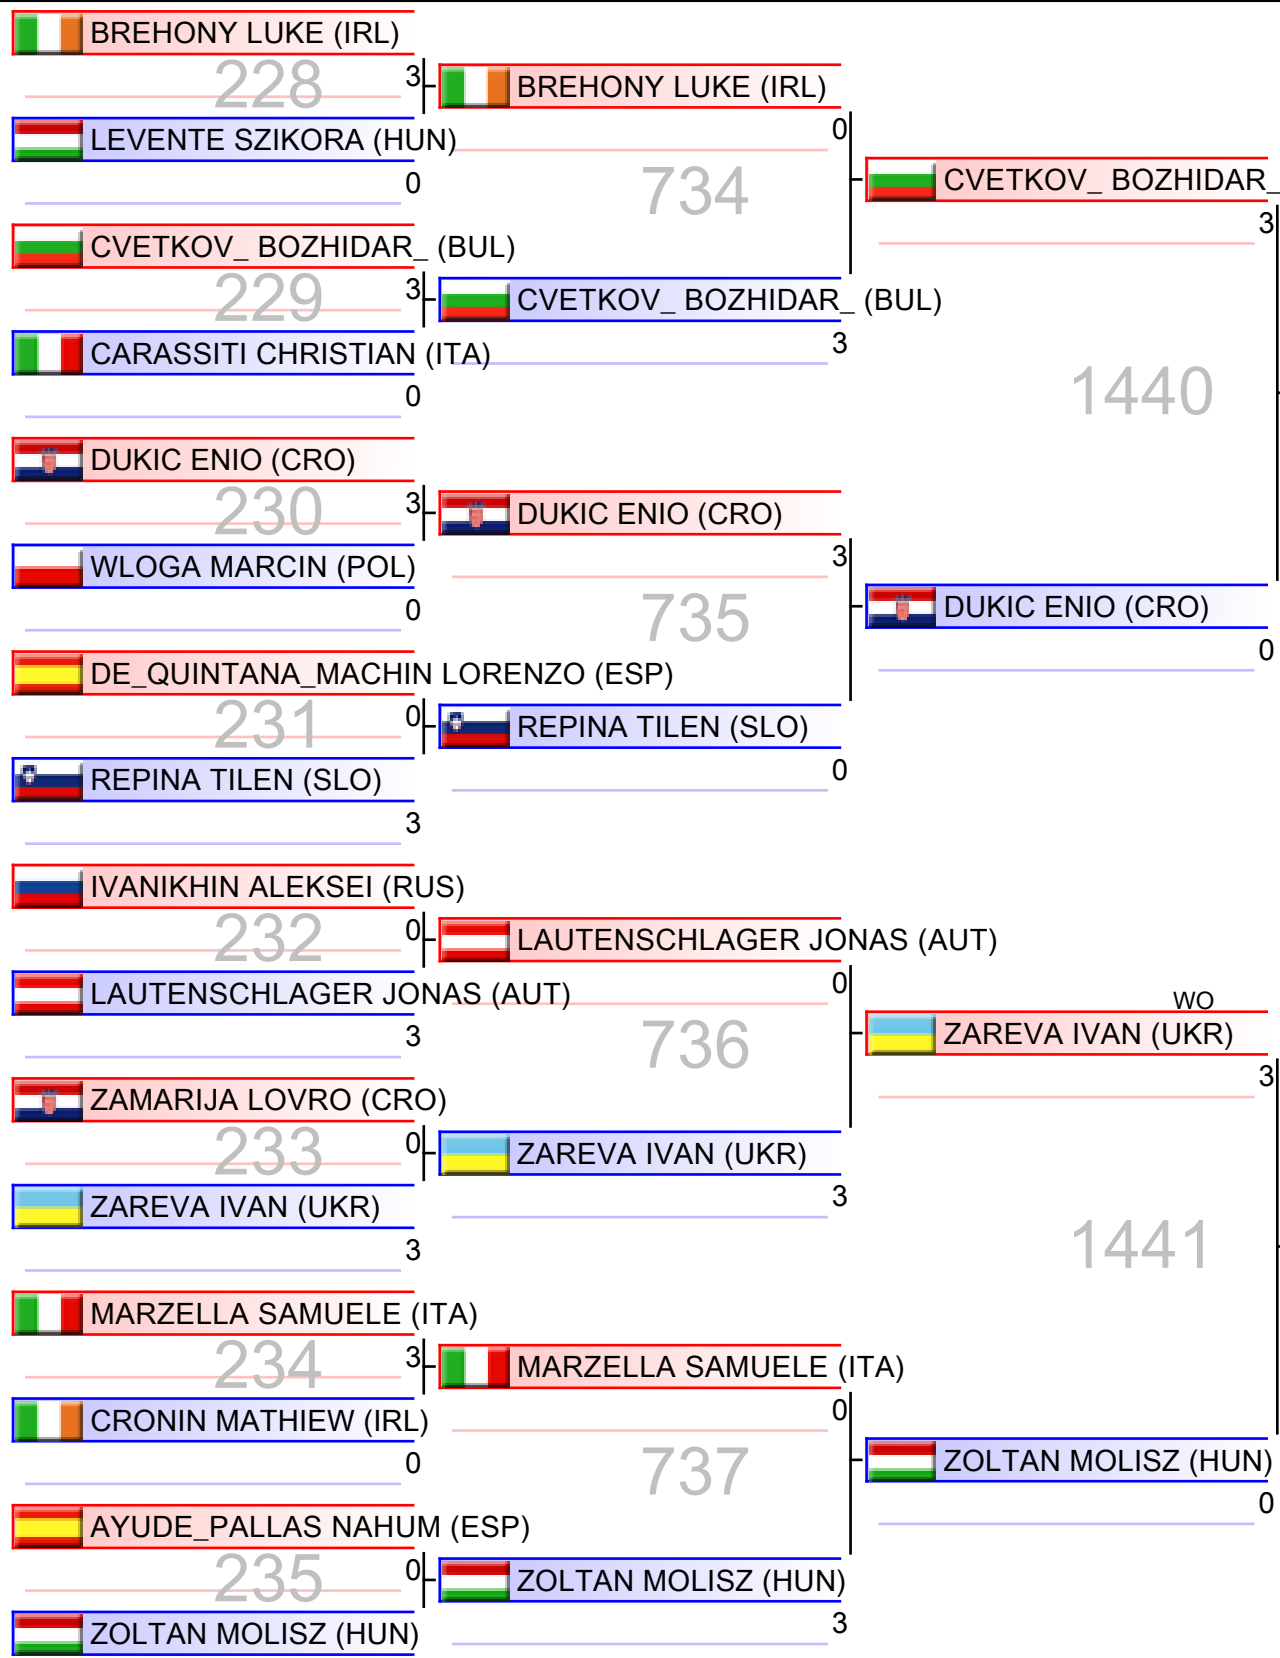 BREHONY LUKE (IRL)
228
3
BREHONY LUKE (IRL)
0
LEVENTE SZIKORA (HUN)
0
734
CVETKOV_ BOZHIDAR_
3
CVETKOV_ BOZHIDAR_ (BUL)
229
3
CVETKOV_ BOZHIDAR_ (BUL)
3
CARASSITI CHRISTIAN (ITA)
0
1440
DUKIC ENIO (CRO)
230
3
DUKIC ENIO (CRO)
3
WLOGA MARCIN (POL)
0
735
DUKIC ENIO (CRO)
0
DE_QUINTANA_MACHIN LORENZO (ESP)
231
0
REPINA TILEN (SLO)
0
REPINA TILEN (SLO)
3
IVANIKHIN ALEKSEI (RUS)
232
0
LAUTENSCHLAGER JONAS (AUT)
0
LAUTENSCHLAGER JONAS (AUT)
3
736
WO
ZAREVA IVAN (UKR)
3
ZAMARIJA LOVRO (CRO)
233
0
ZAREVA IVAN (UKR)
3
ZAREVA IVAN (UKR)
3
1441
MARZELLA SAMUELE (ITA)
234
3
MARZELLA SAMUELE (ITA)
0
CRONIN MATHIEW (IRL)
0
737
ZOLTAN MOLISZ (HUN)
0
AYUDE_PALLAS NAHUM (ESP)
235
0
ZOLTAN MOLISZ (HUN)
3
ZOLTAN MOLISZ (HUN)